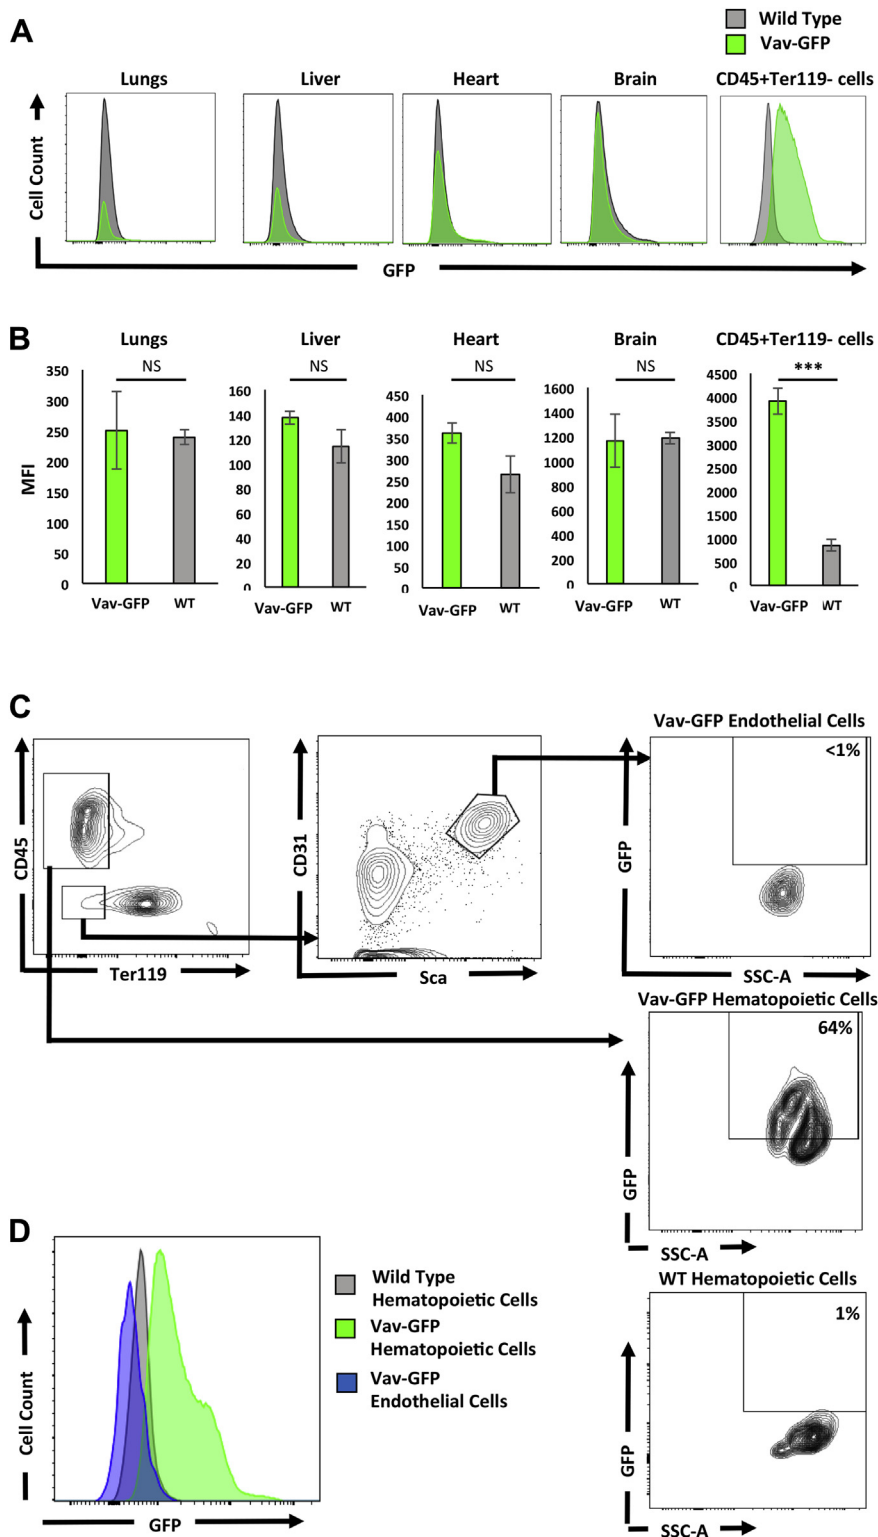 A
Wild Type
Vav-GFP
Lungs
Liver
Heart
Brain
CD45+Ter119- cells
Cell Count
GFP
B
Lungs
Liver
Heart
Brain
CD45+Ter119- cells
MFI
350
300
250
200
150
100
50
0
NS
Vav-GFP
WT
160
140
120
100
80
60
40
20
0
NS
Vav-GFP
WT
450
400
350
300
250
200
150
100
50
0
NS
Vav-GFP
WT
1600
1400
1200
1000
800
600
400
200
0
NS
Vav-GFP
WT
4500
4000
3500
3000
2500
2000
1500
1000
500
0
***
Vav-GFP
WT
C
CD45
Ter119
CD31
Sca
Vav-GFP Endothelial Cells
<1%
GFP
SSC-A
Vav-GFP Hematopoietic Cells
64%
GFP
SSC-A
WT Hematopoietic Cells
1%
GFP
SSC-A
D
Cell Count
GFP
Wild Type
Hematopoietic Cells
Vav-GFP
Hematopoietic Cells
Vav-GFP
Endothelial Cells